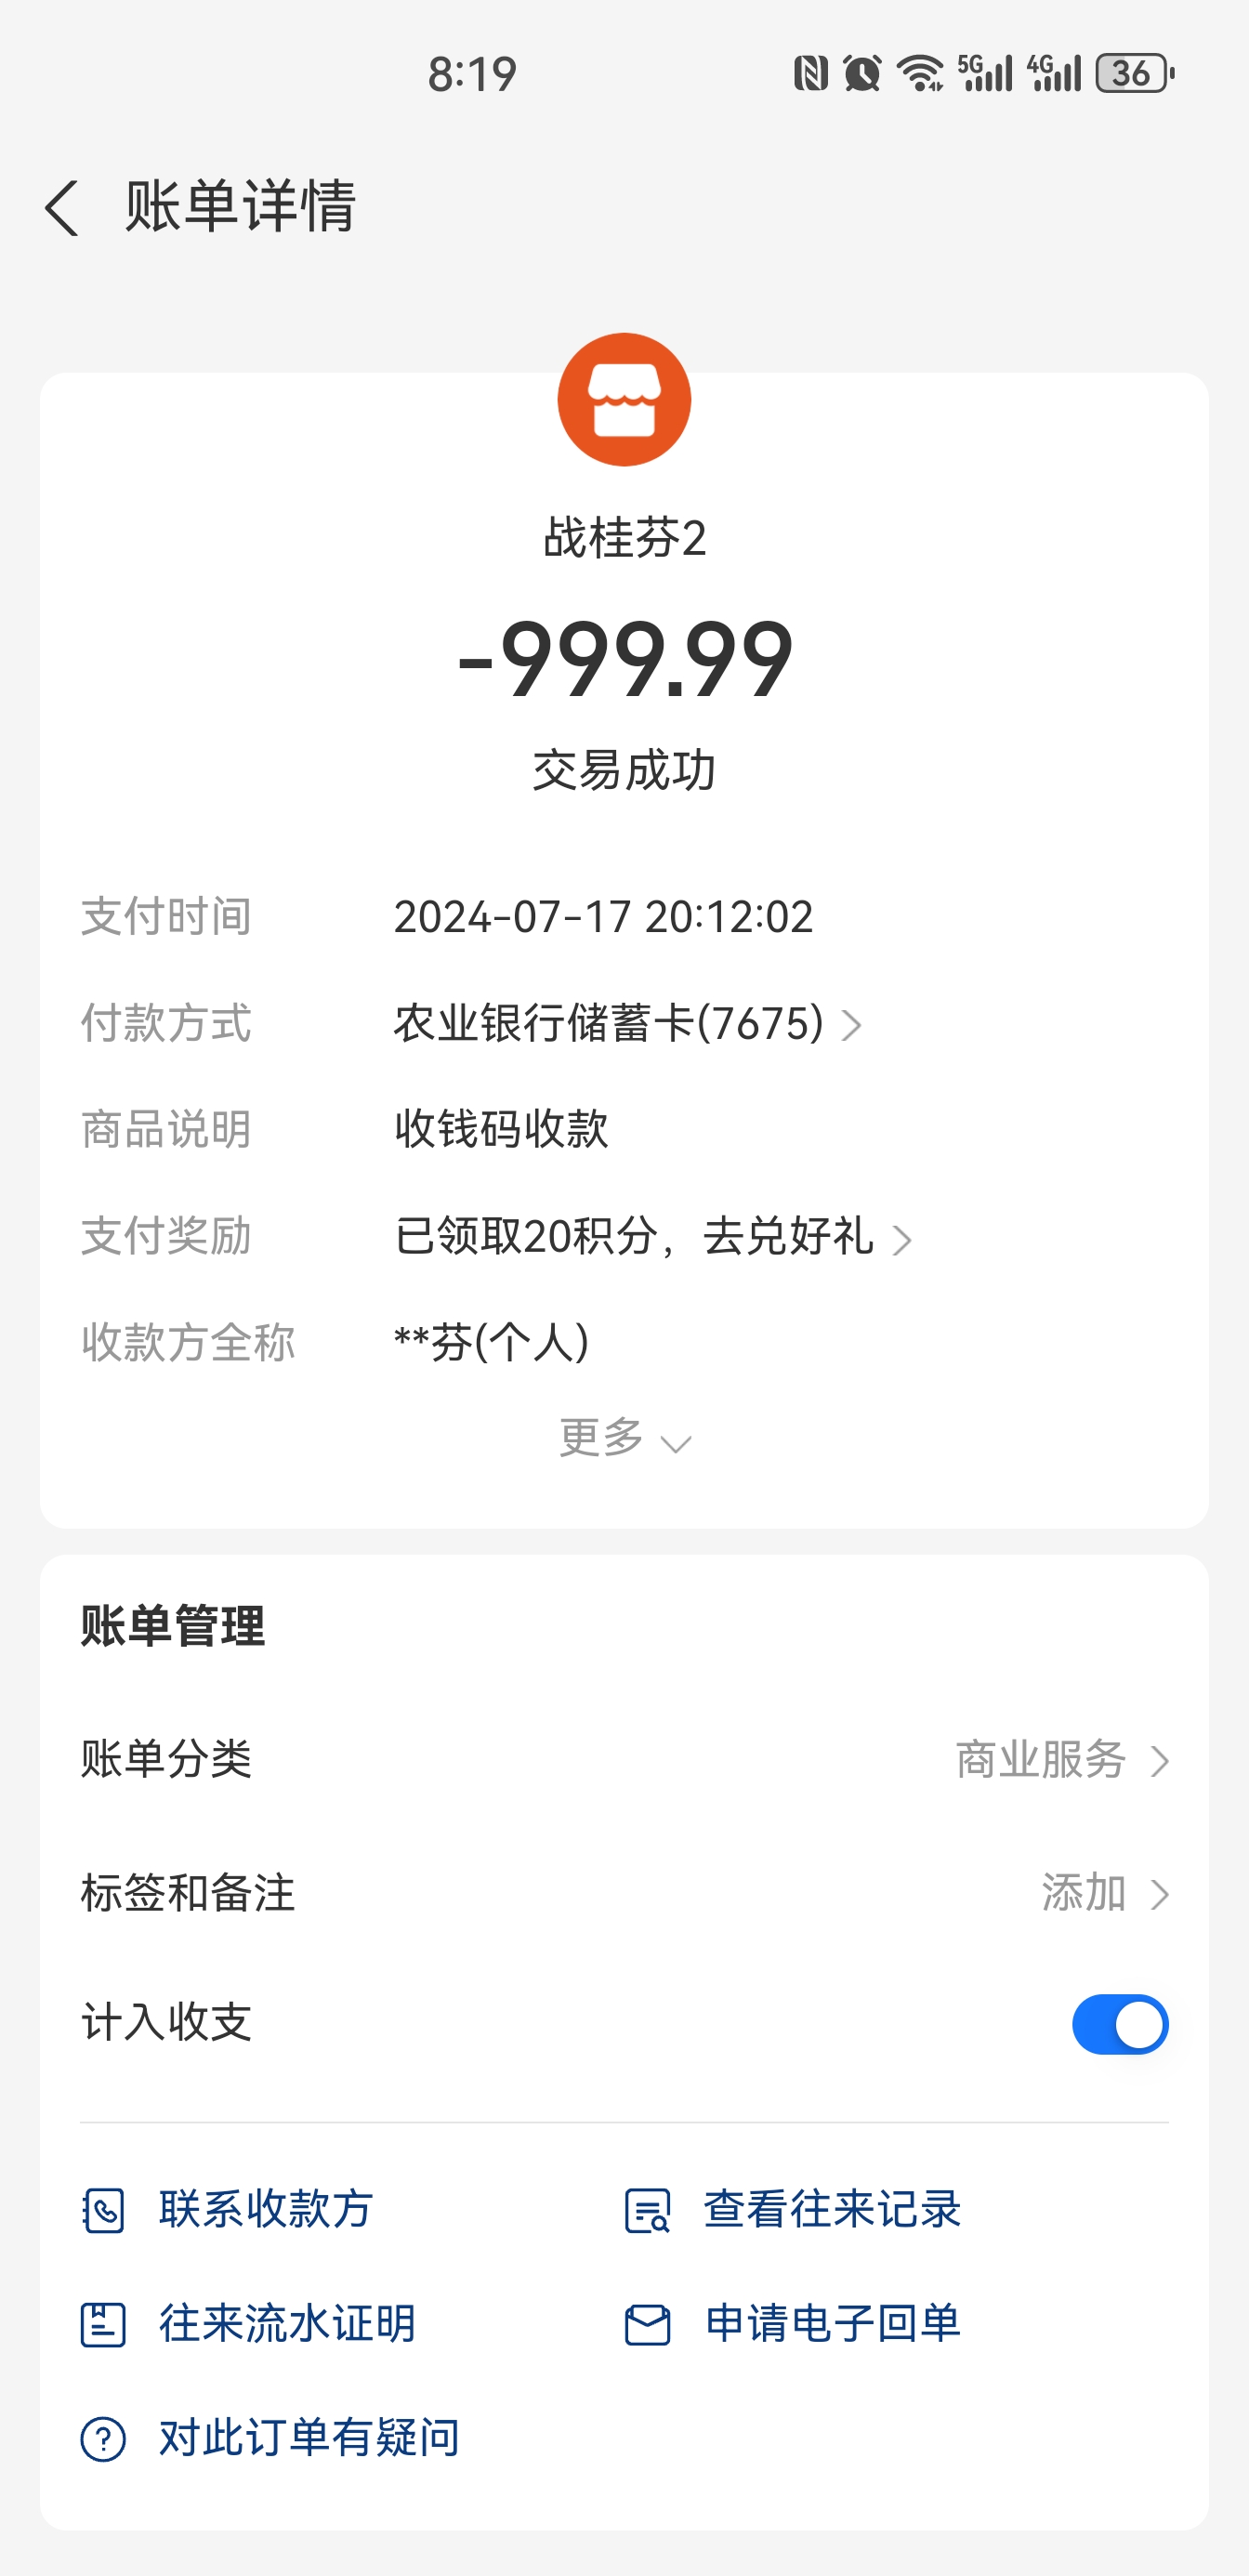 8:19 5G 4G 36
账单详情
战桂芬2
-999.99
交易成功
支付时间 2024-07-17 20:12:02
付款方式 农业银行储蓄卡(7675)
商品说明 收钱码收款
支付奖励 已领取20积分，去兑好礼
收款方全称 **芬(个人)
更多
账单管理
账单分类 商业服务
标签和备注 添加
计入收支
联系收款方 查看往来记录
往来流水证明 申请电子回单
对此订单有疑问